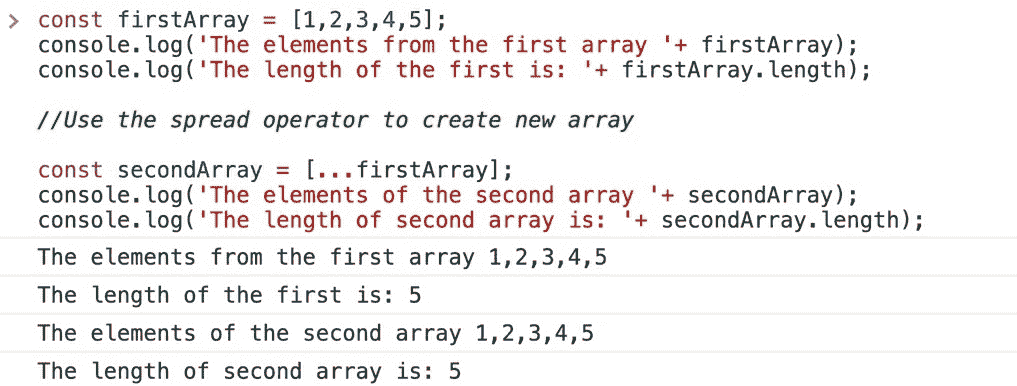 > const firstArray = [1,2,3,4,5];
console.log('The elements from the first array '+ firstArray);
console.log('The length of the first is: '+ firstArray.length);
//Use the spread operator to create new array
const secondArray = [...firstArray];
console.log('The elements of the second array '+ secondArray);
console.log('The length of second array is: '+ secondArray.length);
The elements from the first array 1,2,3,4,5
The length of the first is: 5
The elements of the second array 1,2,3,4,5
The length of second array is: 5